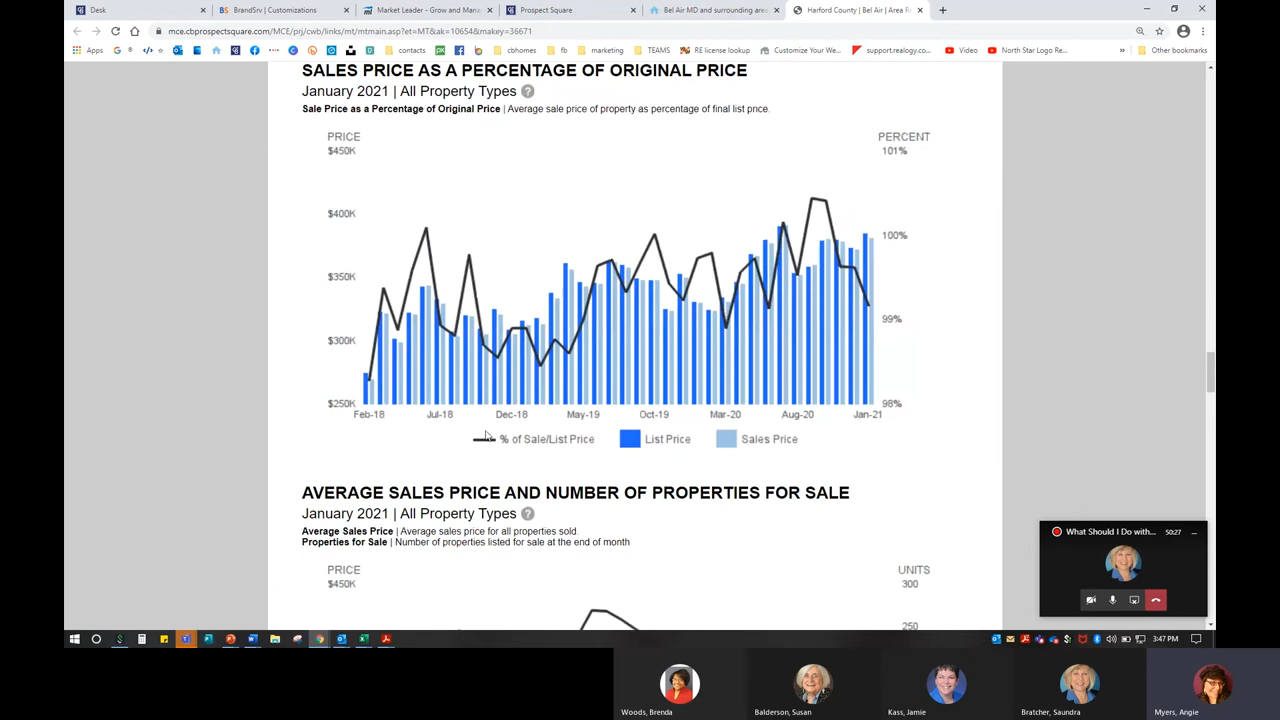 Desk
BrandSrv | Customizations
Market Leader - Grow and Man
Prospect Square
Bel Air MD and surrounding area
Harford County | Bel Air | Area R
mce.cbprospectsquare.com/MCE/prj/cwb/links/mt/mtmain.asp?et=MT&ak=10654&makey=36671
Apps
contacts
cbhomes
fb
marketing
TEAMS
RE license lookup
Customize Your We...
support.realogy.co...
Video
North Star Logo Re...
Other bookmarks
SALES PRICE AS A PERCENTAGE OF ORIGINAL PRICE
January 2021 | All Property Types ?
Sale Price as a Percentage of Original Price | Average sale price of property as percentage of final list price.
PRICE
PERCENT
$450K
101%
$400K
100%
$350K
99%
$300K
$250K
98%
Feb-18 Jul-18 Dec-18 May-19 Oct-19 Mar-20 Aug-20 Jan-21
% of Sale/List Price List Price Sales Price
AVERAGE SALES PRICE AND NUMBER OF PROPERTIES FOR SALE
January 2021 | All Property Types ?
Average Sales Price | Average sales price for all properties sold.
Properties for Sale | Number of properties listed for sale at the end of month
PRICE
UNITS
$450K
300
250
What Should I Do with... 50:27
3:47 PM
Woods, Brenda
Balderson, Susan
Kass, Jamie
Bratcher, Saundra
Myers, Angie